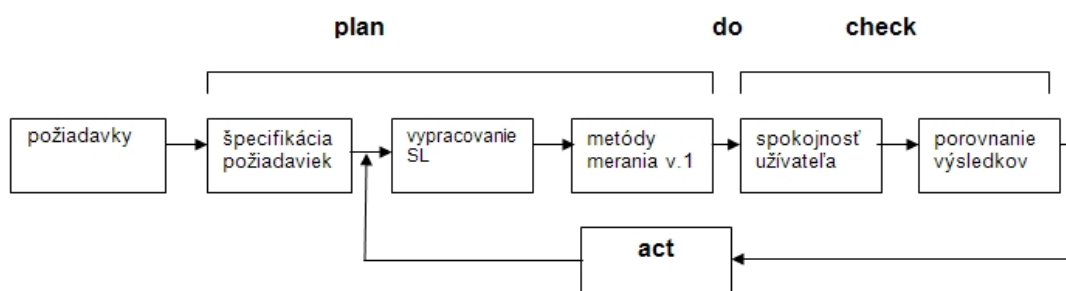 plan do check
požiadavky
špecifikácia
požiadaviek
vypracovanie
SL
metódy
merania v.1
spokojnosť
užívateľa
porovnanie
výsledkov
act